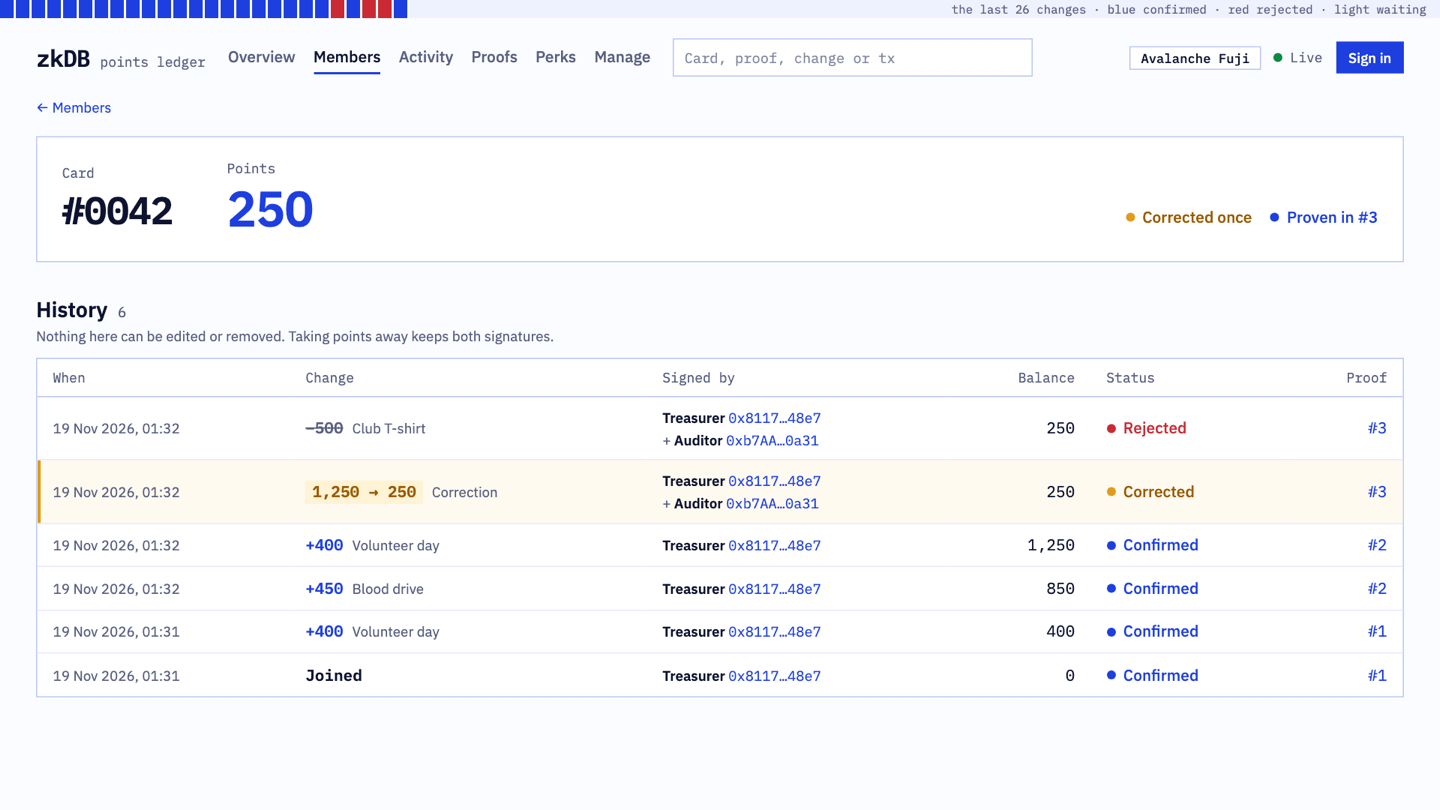 the last 26 changes · blue confirmed · red rejected · light waiting
zkDB points ledger Overview Members Activity Proofs Perks Manage Card, proof, change or tx Avalanche Fuji Live Sign in
← Members
Card
#0042
Points
250
Corrected once Proven in #3
History 6
Nothing here can be edited or removed. Taking points away keeps both signatures.
When Change Signed by Balance Status Proof
19 Nov 2026, 01:32 −500 Club T-shirt Treasurer 0x8117…48e7
+ Auditor 0xb7AA…0a31 250 Rejected #3
19 Nov 2026, 01:32 1,250 → 250 Correction Treasurer 0x8117…48e7
+ Auditor 0xb7AA…0a31 250 Corrected #3
19 Nov 2026, 01:32 +400 Volunteer day Treasurer 0x8117…48e7 1,250 Confirmed #2
19 Nov 2026, 01:32 +450 Blood drive Treasurer 0x8117…48e7 850 Confirmed #2
19 Nov 2026, 01:31 +400 Volunteer day Treasurer 0x8117…48e7 400 Confirmed #1
19 Nov 2026, 01:31 Joined Treasurer 0x8117…48e7 0 Confirmed #1